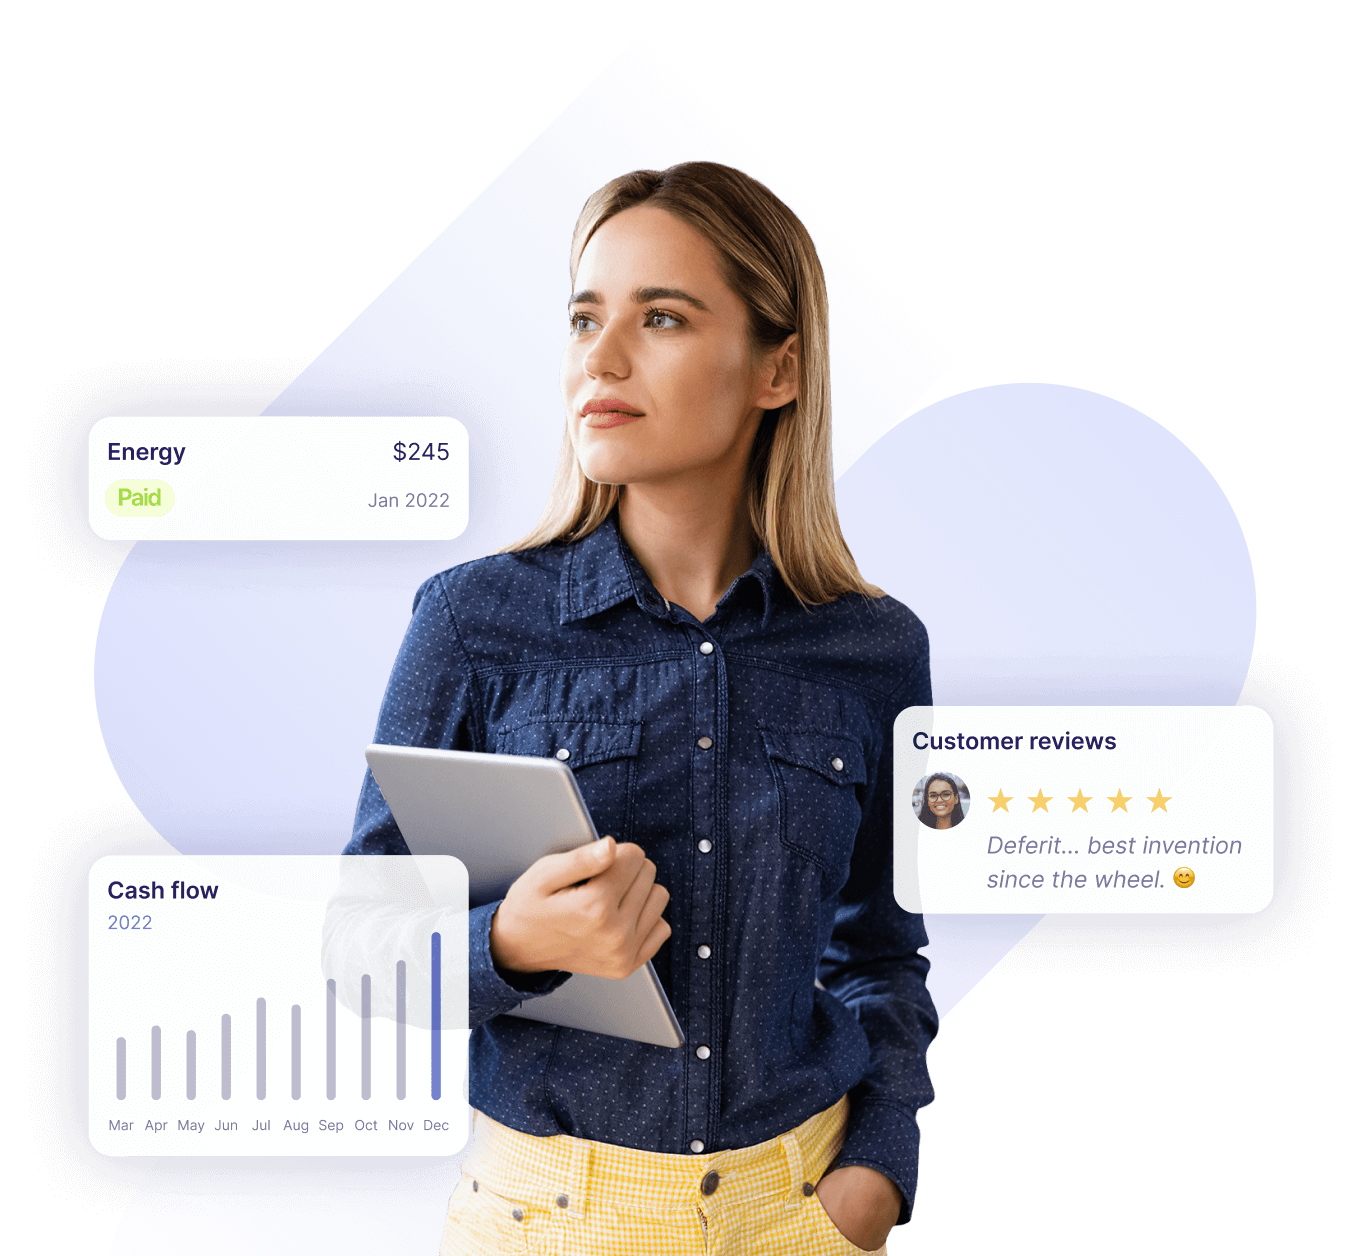 Energy $245
Paid Jan 2022
Customer reviews
Deferit... best invention
since the wheel. 😊
Cash flow
2022
Mar Apr May Jun Jul Aug Sep Oct Nov Dec